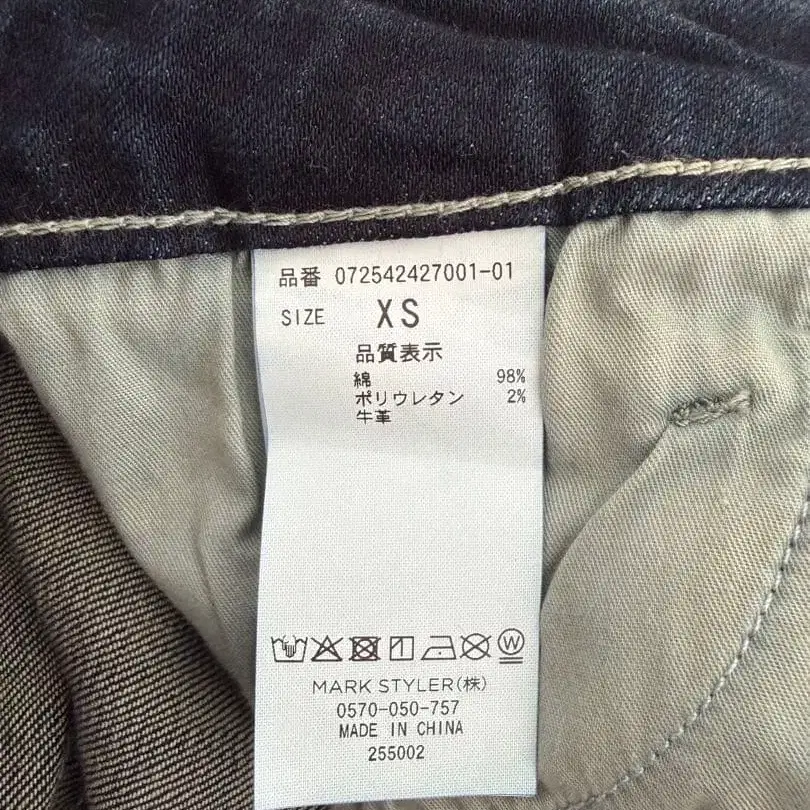 品番 072542427001-01
SIZE XS
品質表示
綿 98%
ポリウレタン 2%
牛革
W
MARK STYLER(株)
0570-050-757
MADE IN CHINA
255002